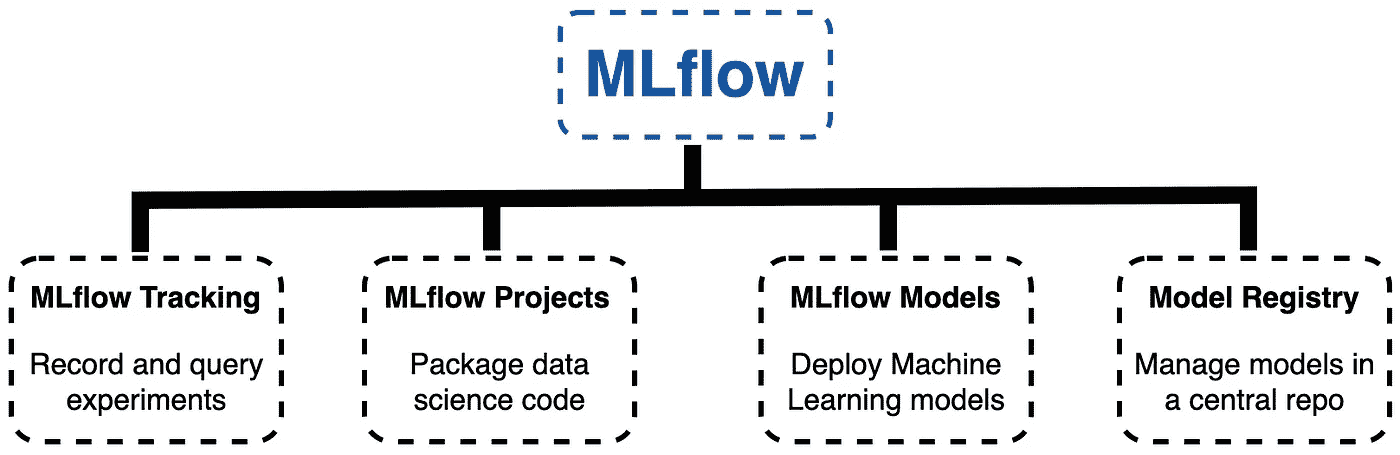 MLflow
MLflow Tracking
Record and query
experiments
MLflow Projects
Package data
science code
MLflow Models
Deploy Machine
Learning models
Model Registry
Manage models in
a central repo